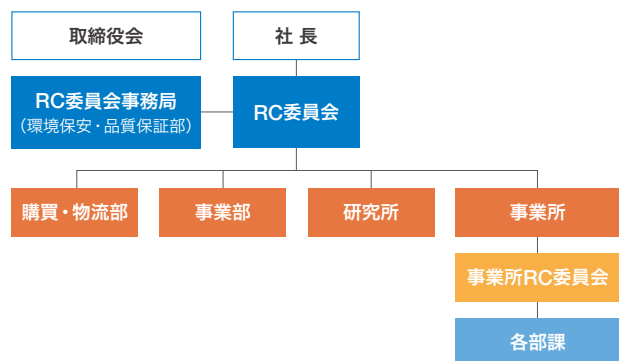 取締役会
社 長
RC委員会事務局
（環境保安・品質保証部）
RC委員会
購買・物流部
事業部
研究所
事業所
事業所RC委員会
各部課